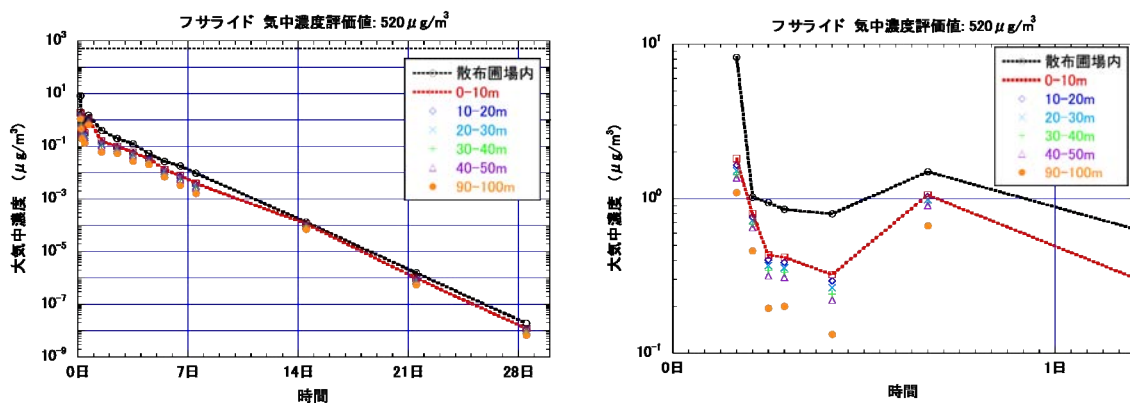 フサライド 気中濃度評価値: 520μg/m³
大気中濃度 (μg/m³)
10³
10¹
10⁻¹
10⁻³
10⁻⁵
10⁻⁷
10⁻⁹
散布圃場内
0-10m
10-20m
20-30m
30-40m
40-50m
90-100m
0日 7日 14日 21日 28日
時間
フサライド 気中濃度評価値: 520μg/m³
大気中濃度 (μg/m³)
10¹
10⁰
10⁻¹
散布圃場内
0-10m
10-20m
20-30m
30-40m
40-50m
90-100m
0日 1日
時間